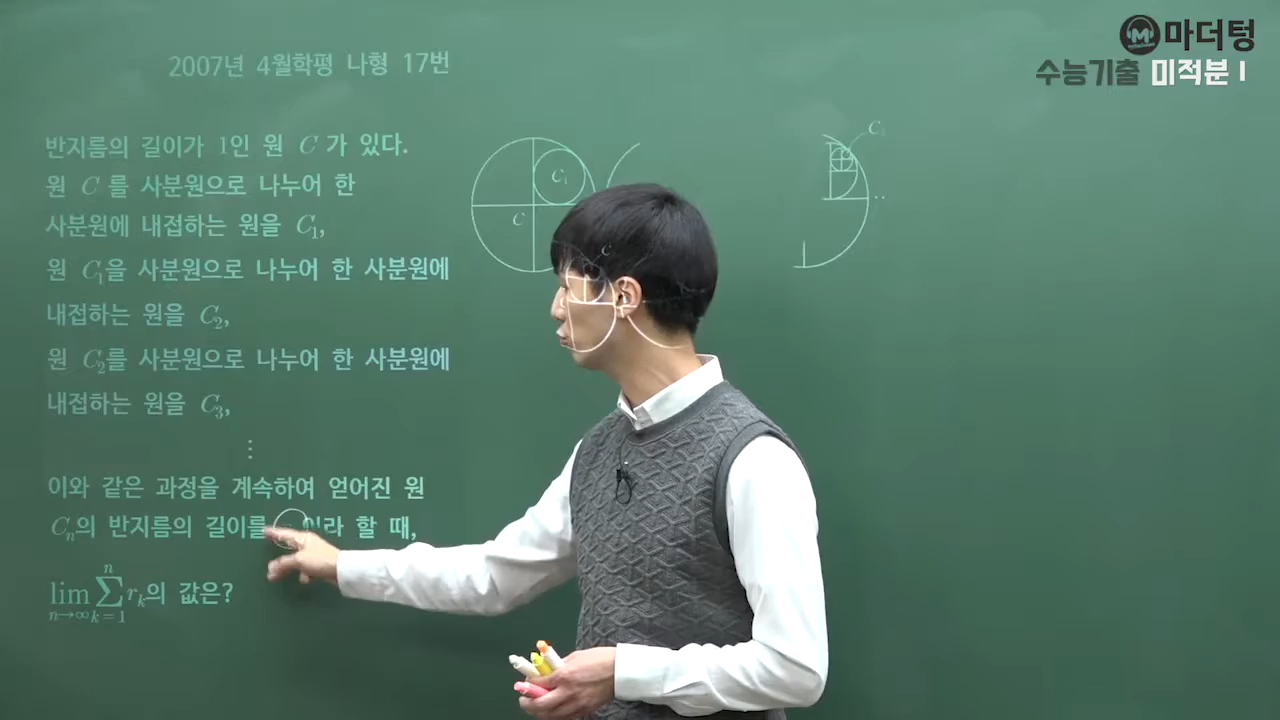 마더텅
수능기출 미적분 I
2007년 4월학평 나형 17번
반지름의 길이가 1인 원 C 가 있다.
원 C 를 사분원으로 나누어 한
사분원에 내접하는 원을 C₁,
원 C₁을 사분원으로 나누어 한 사분원에
내접하는 원을 C₂,
원 C₂를 사분원으로 나누어 한 사분원에
내접하는 원을 C₃,
⋮
이와 같은 과정을 계속하여 얻어진 원
Cₙ의 반지름의 길이를 이라 할 때,
lim n→∞ Σ k=1 n rₖ의 값은?
C₁
C